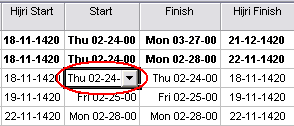 Hijri Start Start Finish Hijri Finish
18-11-1420 Thu 02-24-00 Mon 03-27-00 21-12-1420
18-11-1420 Thu 02-24-00 Mon 02-28-00 22-11-1420
18-11-1420 Thu 02-24- Thu 02-24-00 18-11-1420
19-11-1420 Fri 02-25-00 Fri 02-25-00 19-11-1420
22-11-1420 Mon 02-28-00 Mon 02-28-00 22-11-1420